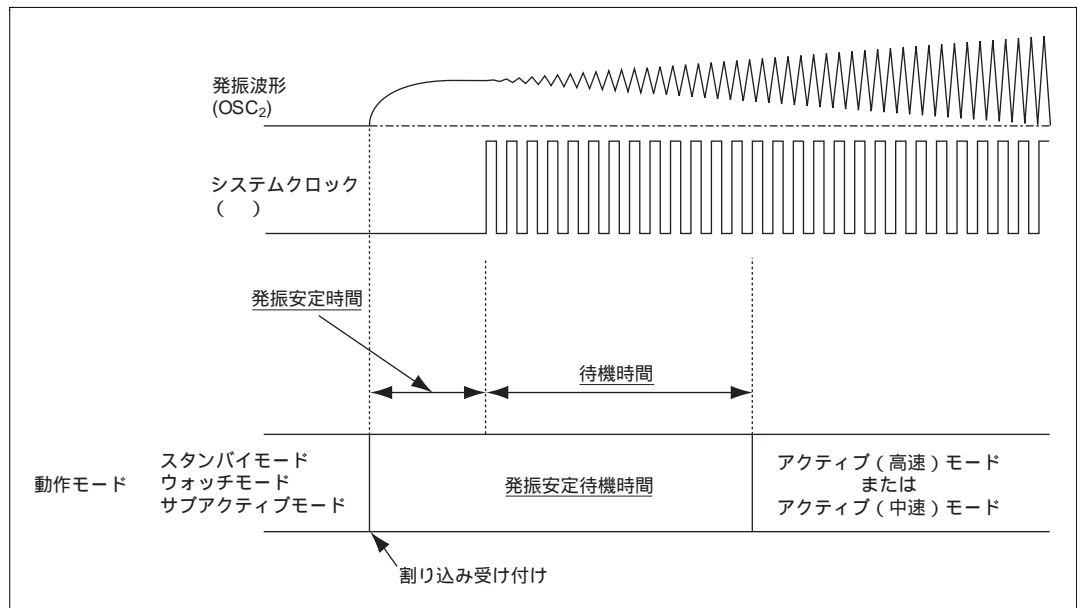 発振波形
(OSC2)
システムクロック
(   )
発振安定時間
待機時間
動作モード
スタンバイモード
ウォッチモード
サブアクティブモード
発振安定待機時間
アクティブ(高速)モード
または
アクティブ(中速)モード
割り込み受け付け